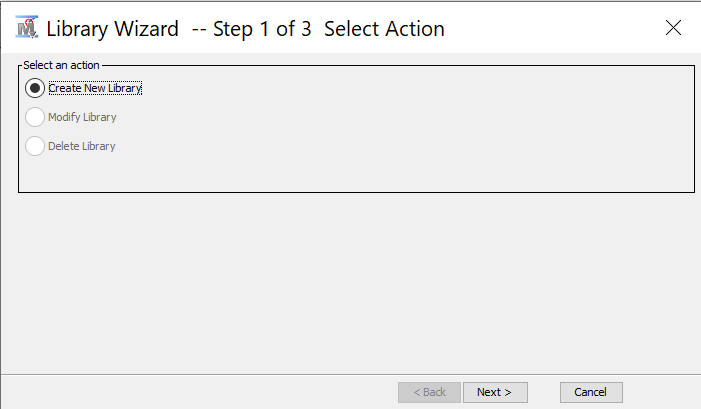 Library Wizard -- Step 1 of 3 Select Action
Select an action
Create New Library
Modify Library
Delete Library
< Back Next > Cancel